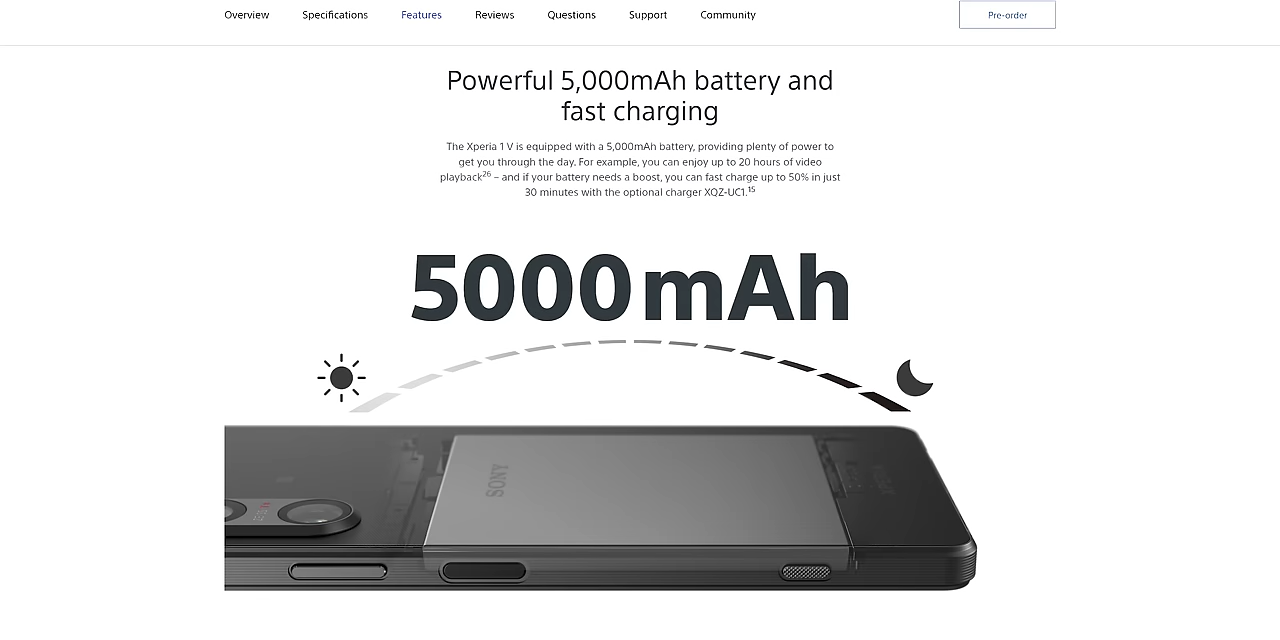 Overview Specifications Features Reviews Questions Support Community Pre-order
Powerful 5,000mAh battery and
fast charging
The Xperia 1 V is equipped with a 5,000mAh battery, providing plenty of power to
get you through the day. For example, you can enjoy up to 20 hours of video
playback26 – and if your battery needs a boost, you can fast charge up to 50% in just
30 minutes with the optional charger XQZ-UC1.15
5000 mAh
SONY